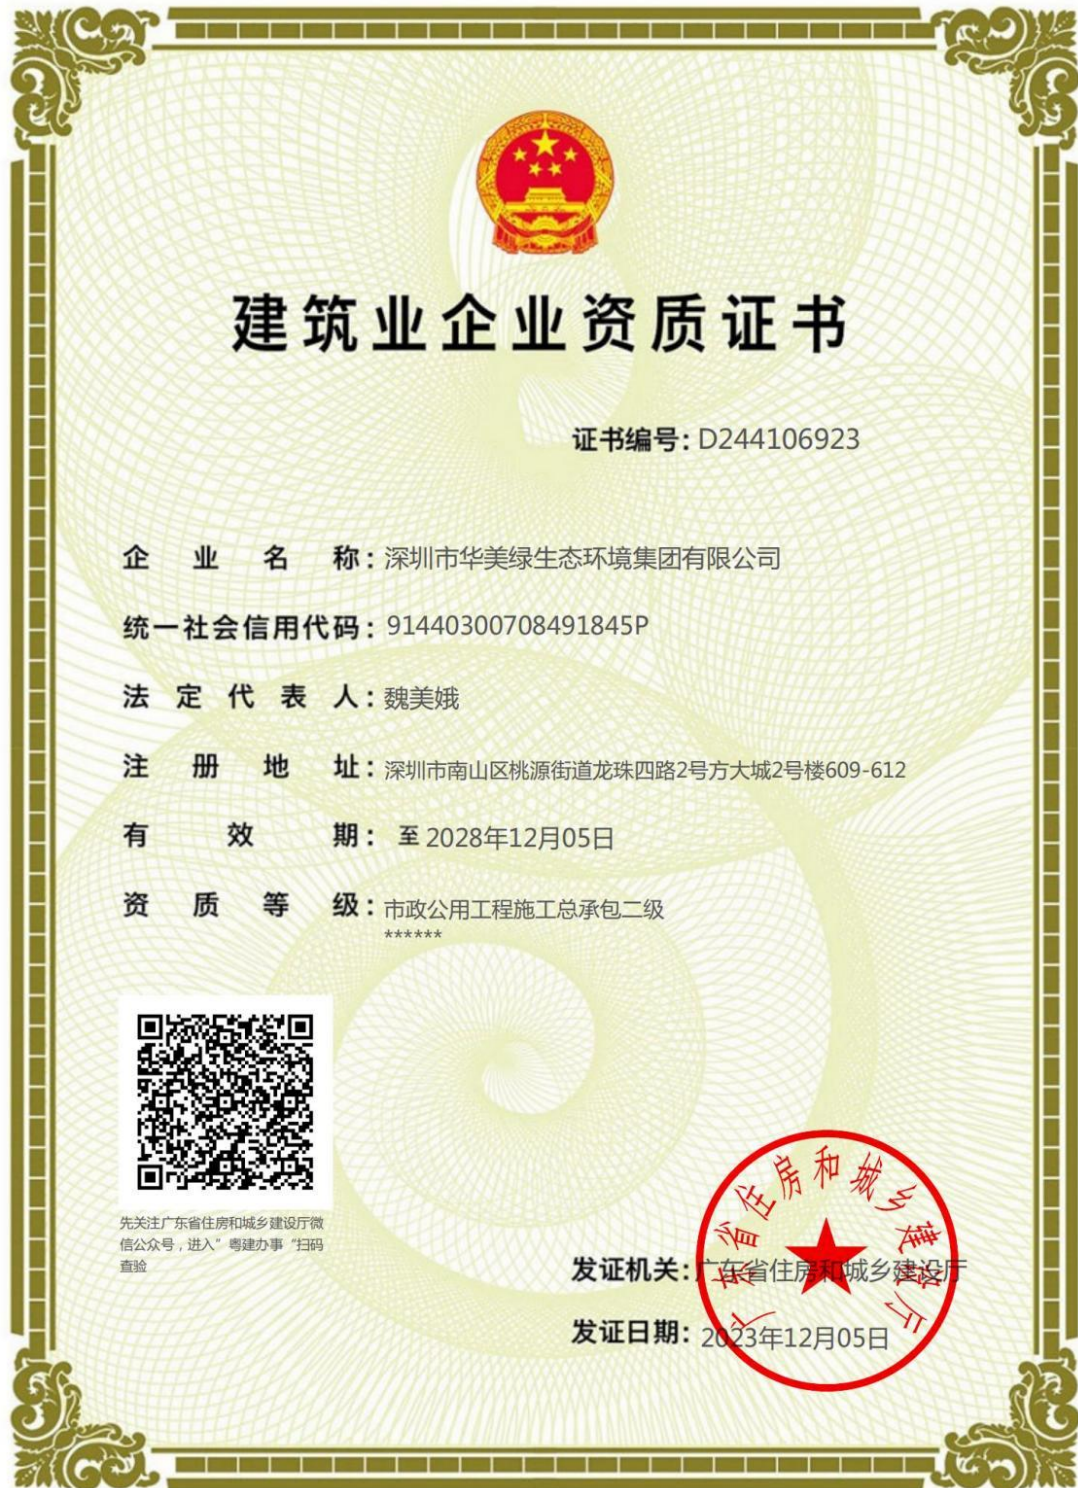 建筑业企业资质证书
证书编号：D244106923
企业名称：深圳市华美绿生态环境集团有限公司
统一社会信用代码：91440300708491845P
法定代表人：魏美娥
注册地址：深圳市南山区桃源街道龙珠四路2号方大城2号楼609-612
有效期：至2028年12月05日
资质等级：市政公用工程施工总承包二级
******
先关注广东省住房和城乡建设厅微
信公众号，进入”粤建办事“扫码
查验
发证机关：广东省住房和城乡建设厅
发证日期：2023年12月05日
广东省住房和城乡建设厅